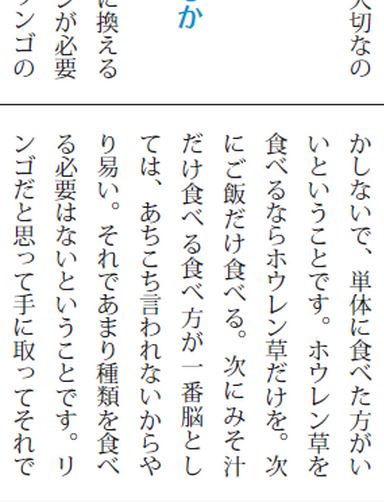 大切なの
か
に換える
ンが必要
ンゴの
かしないで、単体に食べた方がい
いということです。ホウレン草を
食べるならホウレン草だけを。次
にご飯だけ食べる。次にみそ汁
だけ食べる食べ方が一番脳とし
ては、あちこち言われないからや
り易い。それであまり種類を食べ
る必要はないということです。リ
ンゴだと思って手に取ってそれで